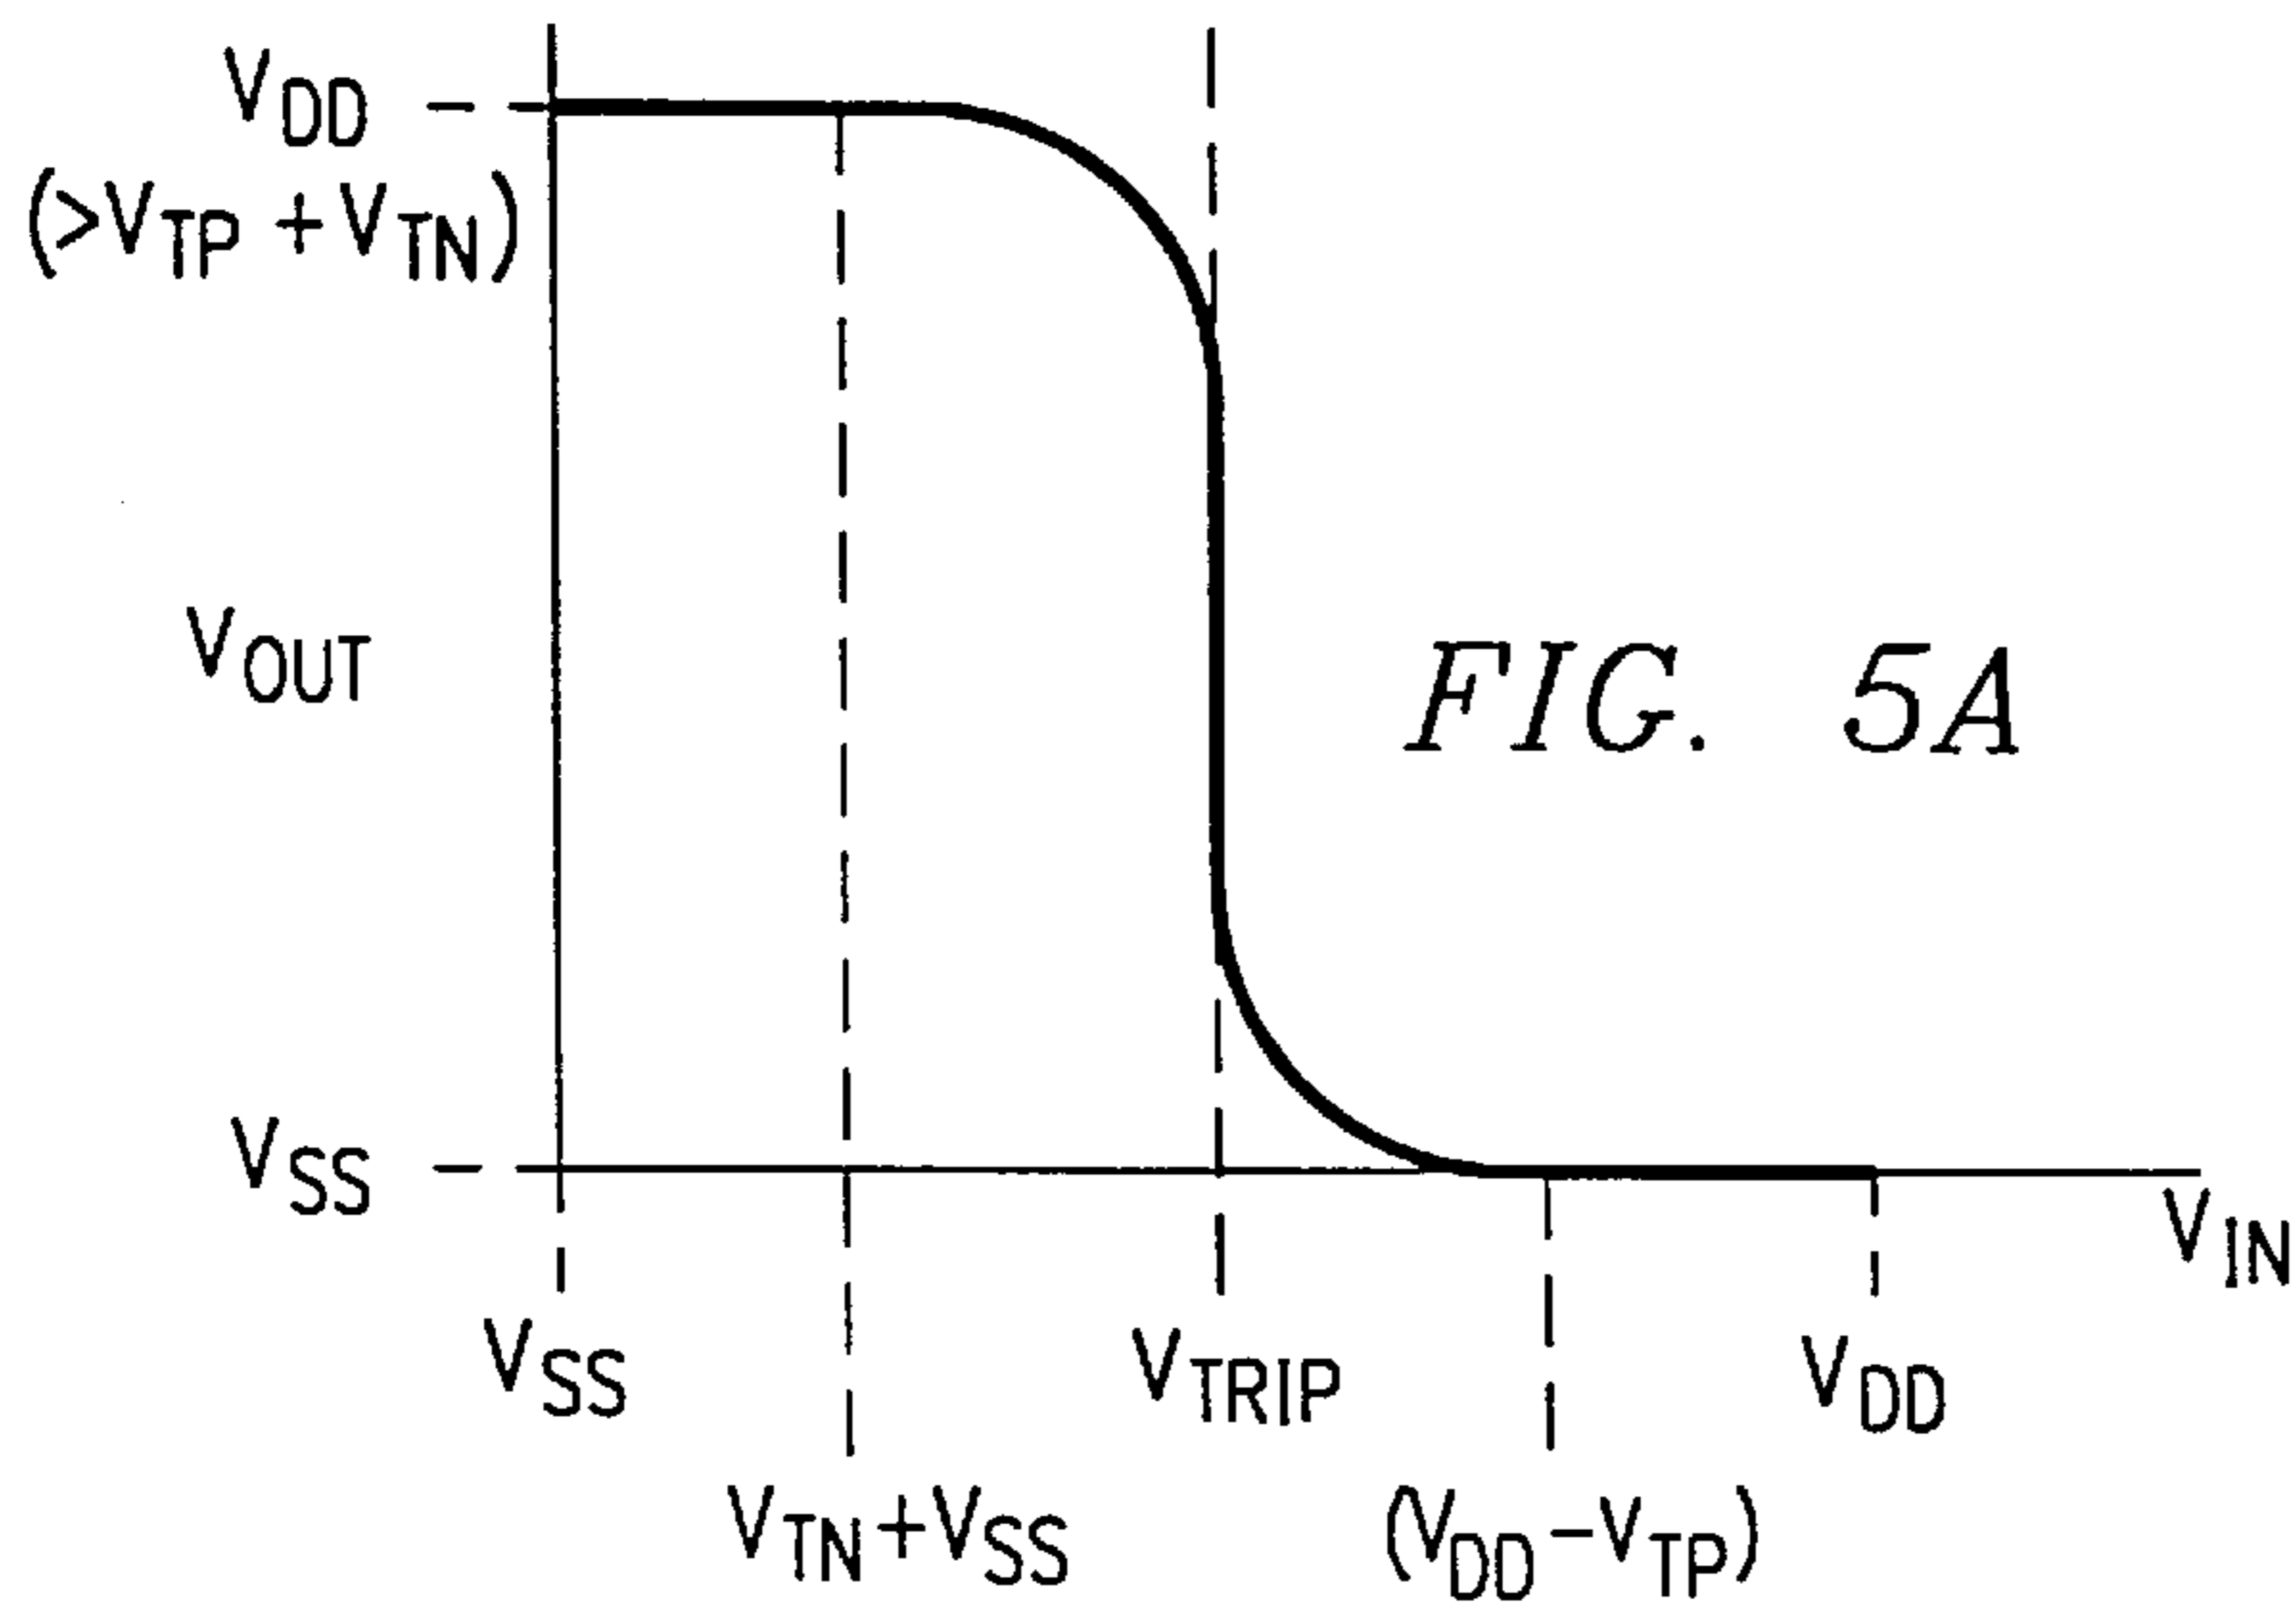 VDD
(>VTP + VTN)
VOUT
FIG. 5A
VSS
VIN
VSS
VTRIP
VDD
VTN+VSS
(VDD-VTP)